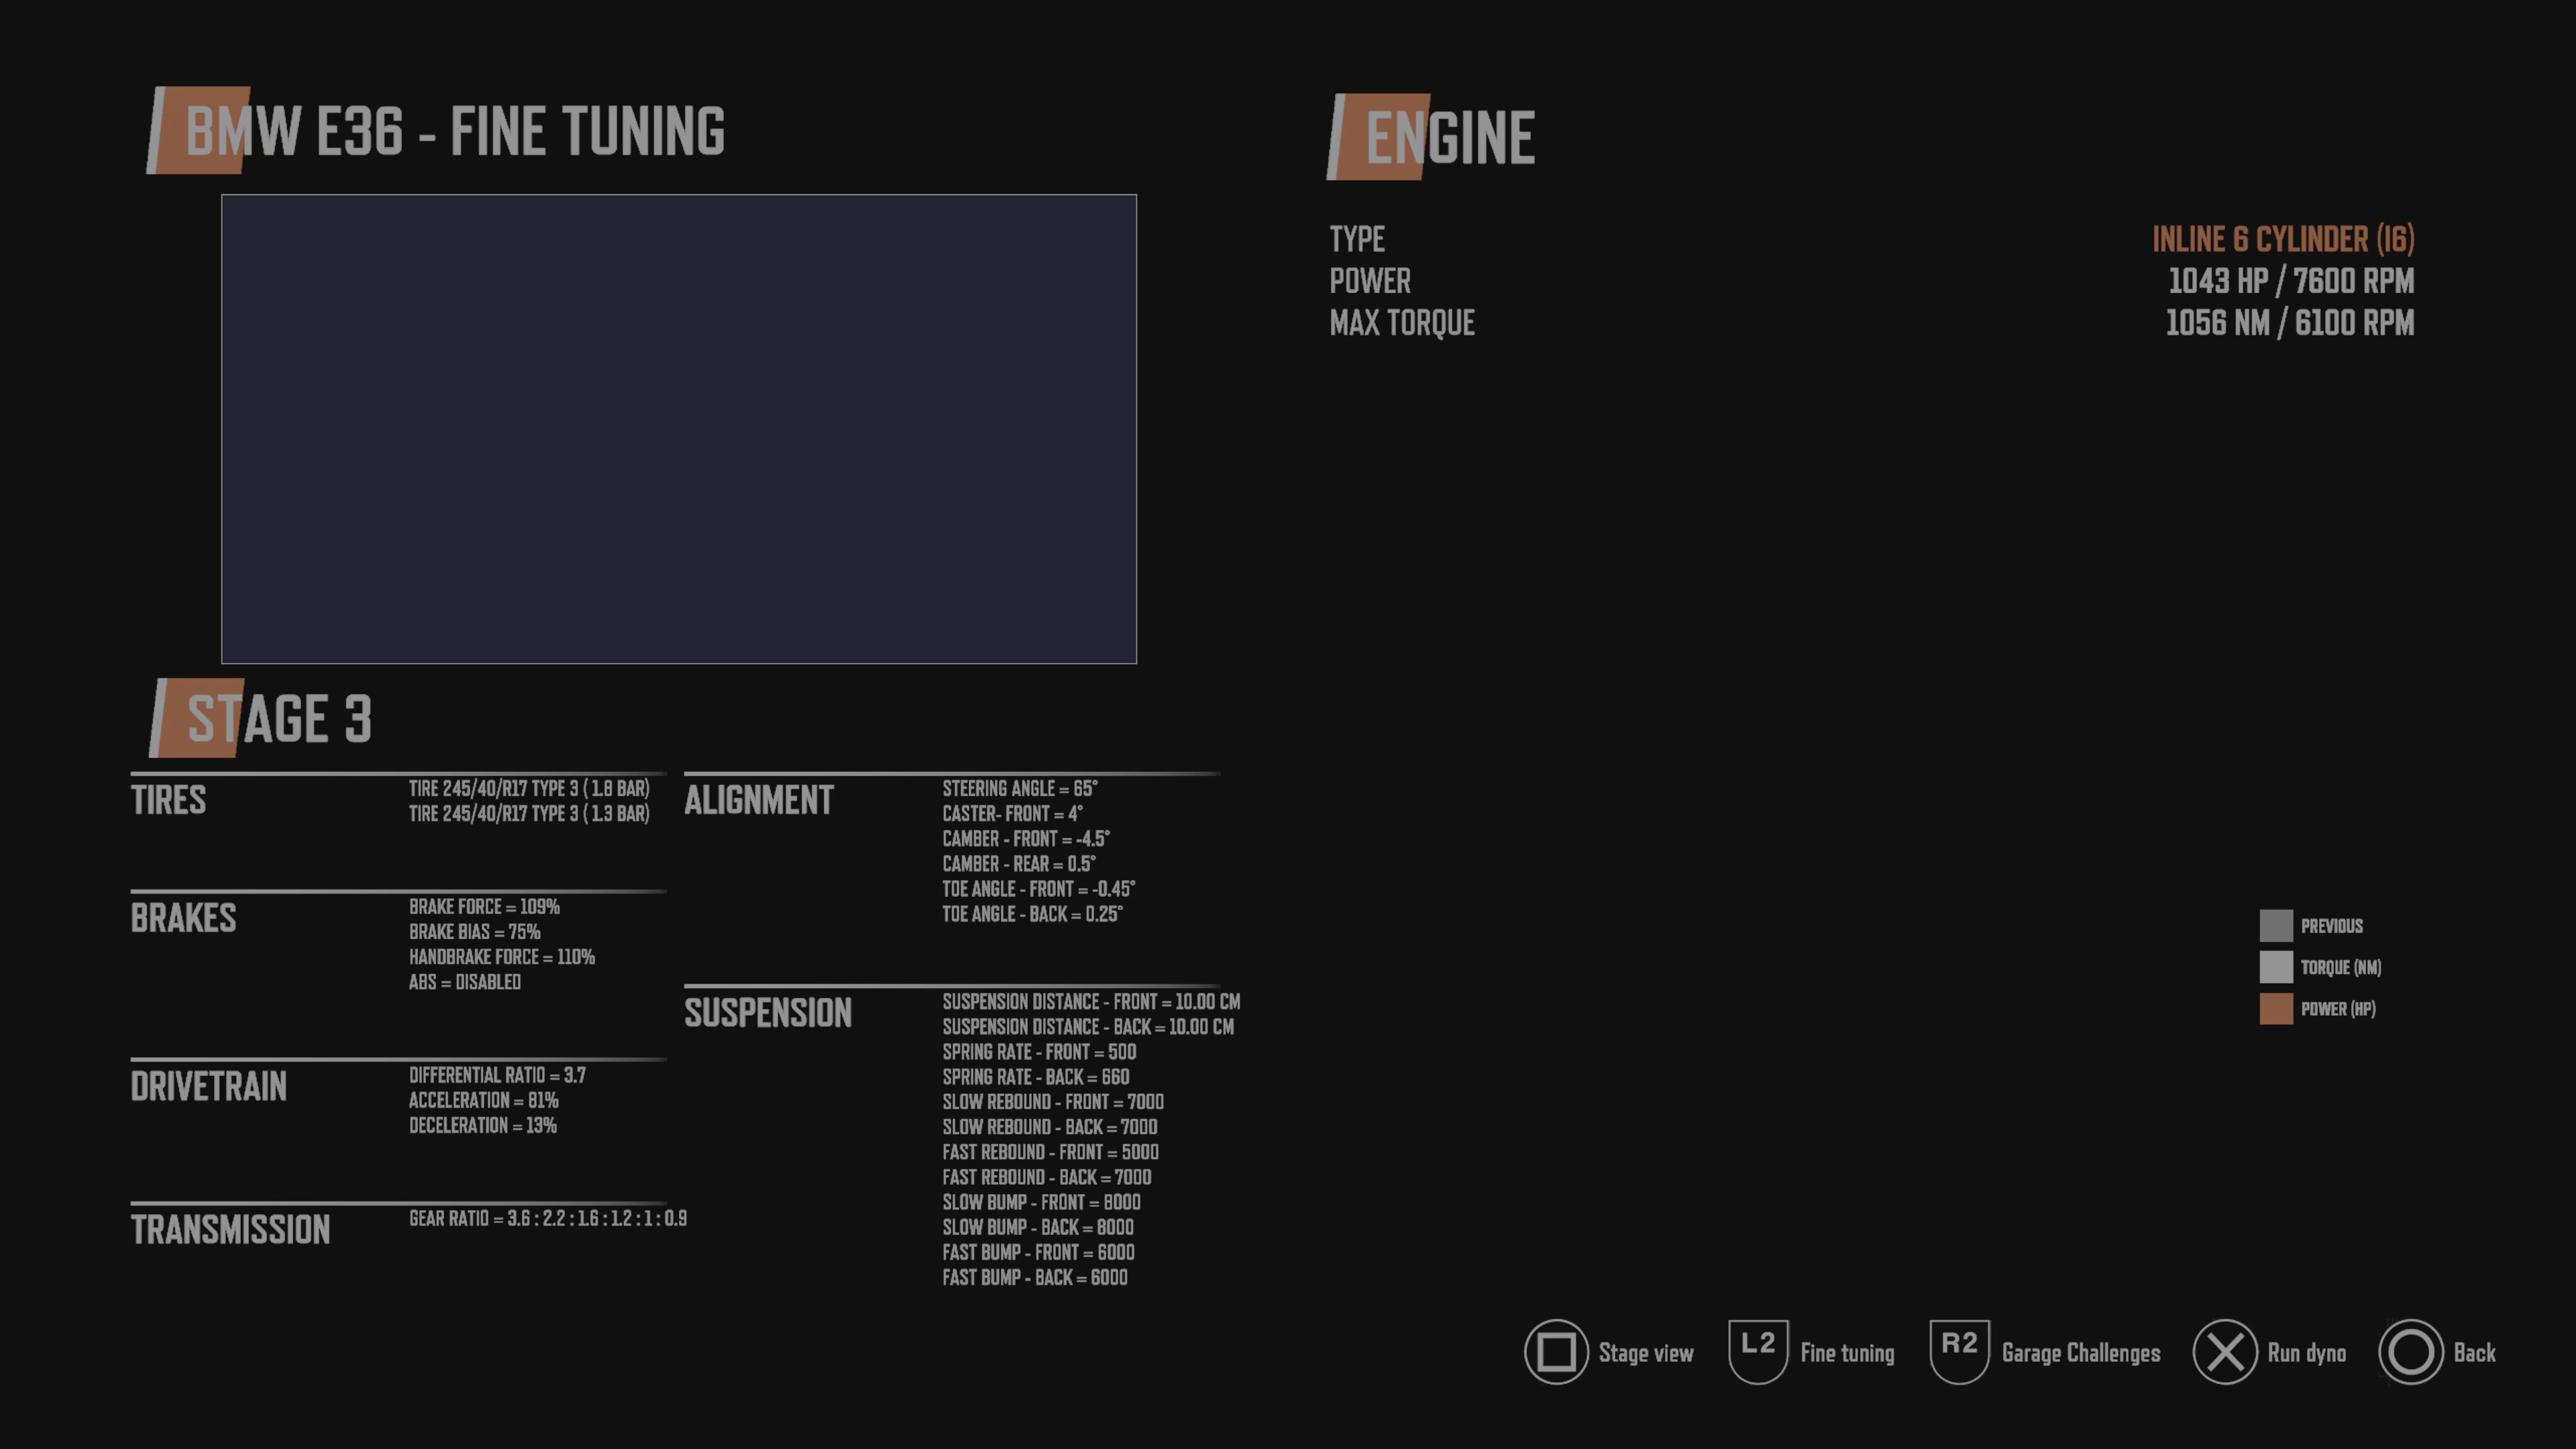 BMW E36 - FINE TUNING
STAGE 3
TIRES
TIRE 245/40/R17 TYPE 3 ( 1.8 BAR)
TIRE 245/40/R17 TYPE 3 ( 1.3 BAR)
BRAKES
BRAKE FORCE = 109%
BRAKE BIAS = 75%
HANDBRAKE FORCE = 110%
ABS = DISABLED
DRIVETRAIN
DIFFERENTIAL RATIO = 3.7
ACCELERATION = 81%
DECELERATION = 13%
TRANSMISSION
GEAR RATIO = 3.6 : 2.2 : 1.6 : 1.2 : 1 : 0.9
ALIGNMENT
STEERING ANGLE = 65°
CASTER- FRONT = 4°
CAMBER - FRONT = -4.5°
CAMBER - REAR = 0.5°
TOE ANGLE - FRONT = -0.45°
TOE ANGLE - BACK = 0.25°
SUSPENSION
SUSPENSION DISTANCE - FRONT = 10.00 CM
SUSPENSION DISTANCE - BACK = 10.00 CM
SPRING RATE - FRONT = 500
SPRING RATE - BACK = 660
SLOW REBOUND - FRONT = 7000
SLOW REBOUND - BACK = 7000
FAST REBOUND - FRONT = 5000
FAST REBOUND - BACK = 7000
SLOW BUMP - FRONT = 8000
SLOW BUMP - BACK = 8000
FAST BUMP - FRONT = 6000
FAST BUMP - BACK = 6000
ENGINE
TYPE INLINE 6 CYLINDER (I6)
POWER 1043 HP / 7600 RPM
MAX TORQUE 1056 NM / 6100 RPM
PREVIOUS
TORQUE (NM)
POWER (HP)
Stage view L2 Fine tuning R2 Garage Challenges Run dyno Back